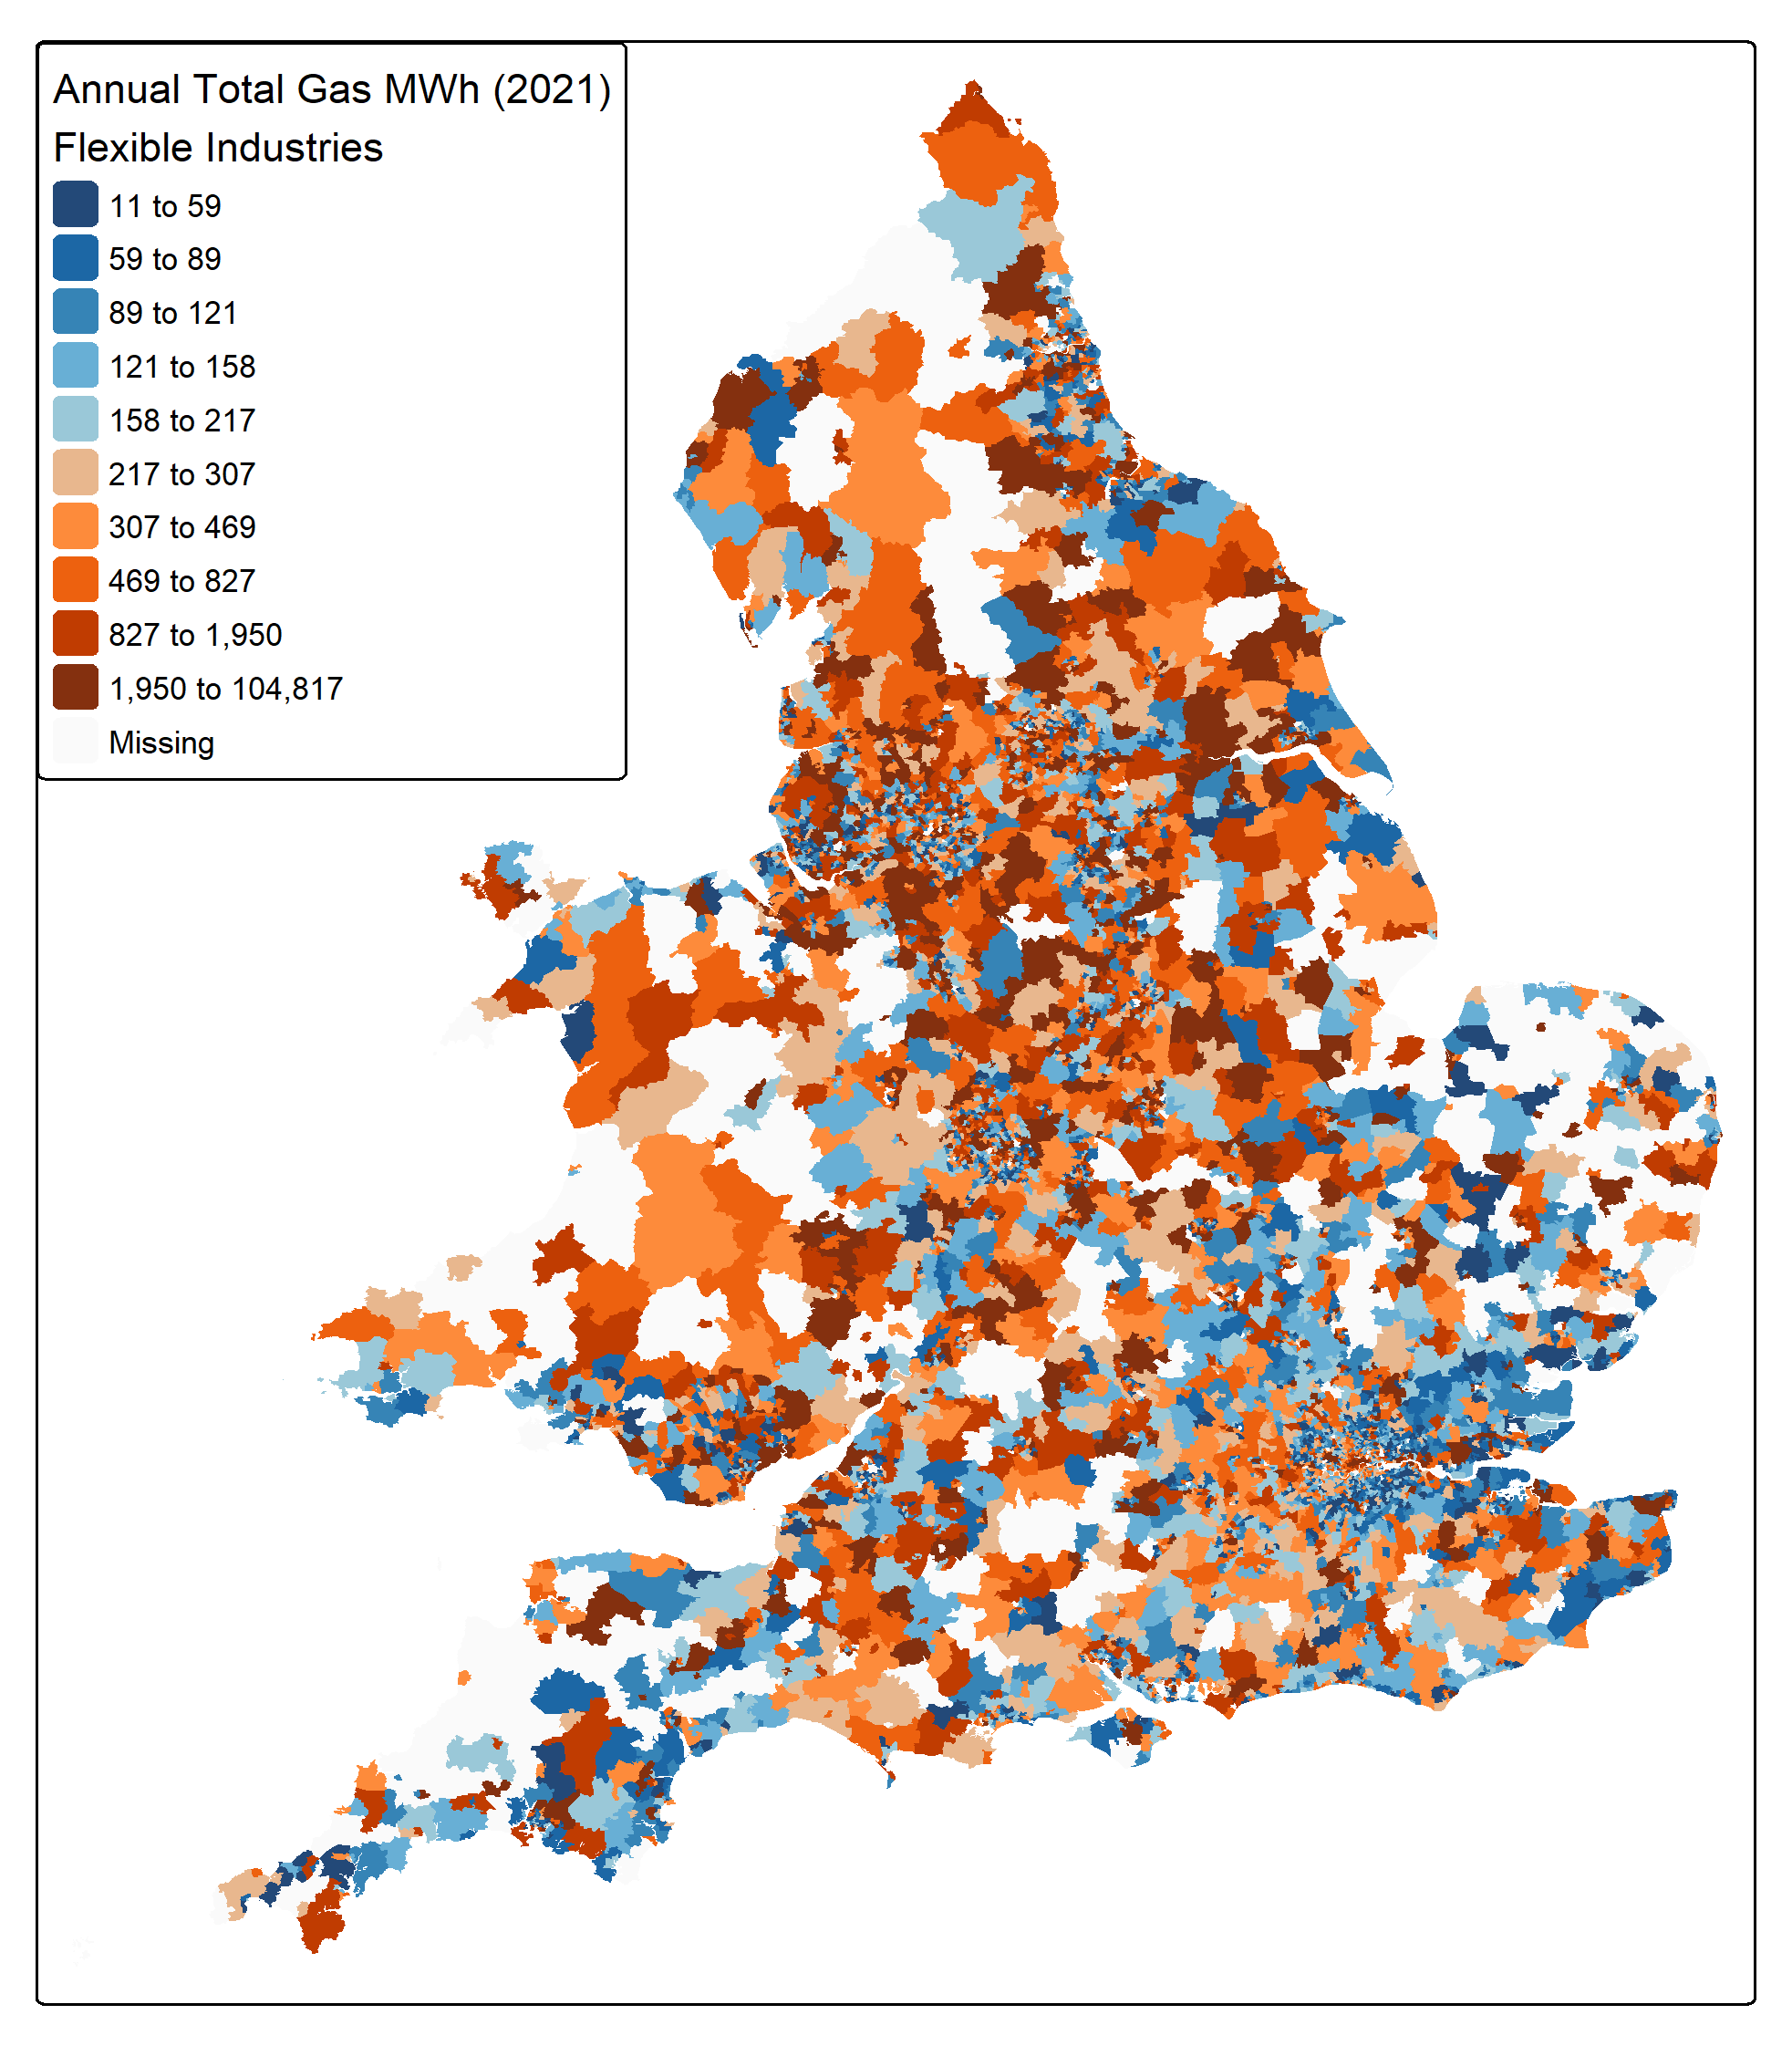 Annual Total Gas MWh (2021)
Flexible Industries
11 to 59
59 to 89
89 to 121
121 to 158
158 to 217
217 to 307
307 to 469
469 to 827
827 to 1,950
1,950 to 104,817
Missing